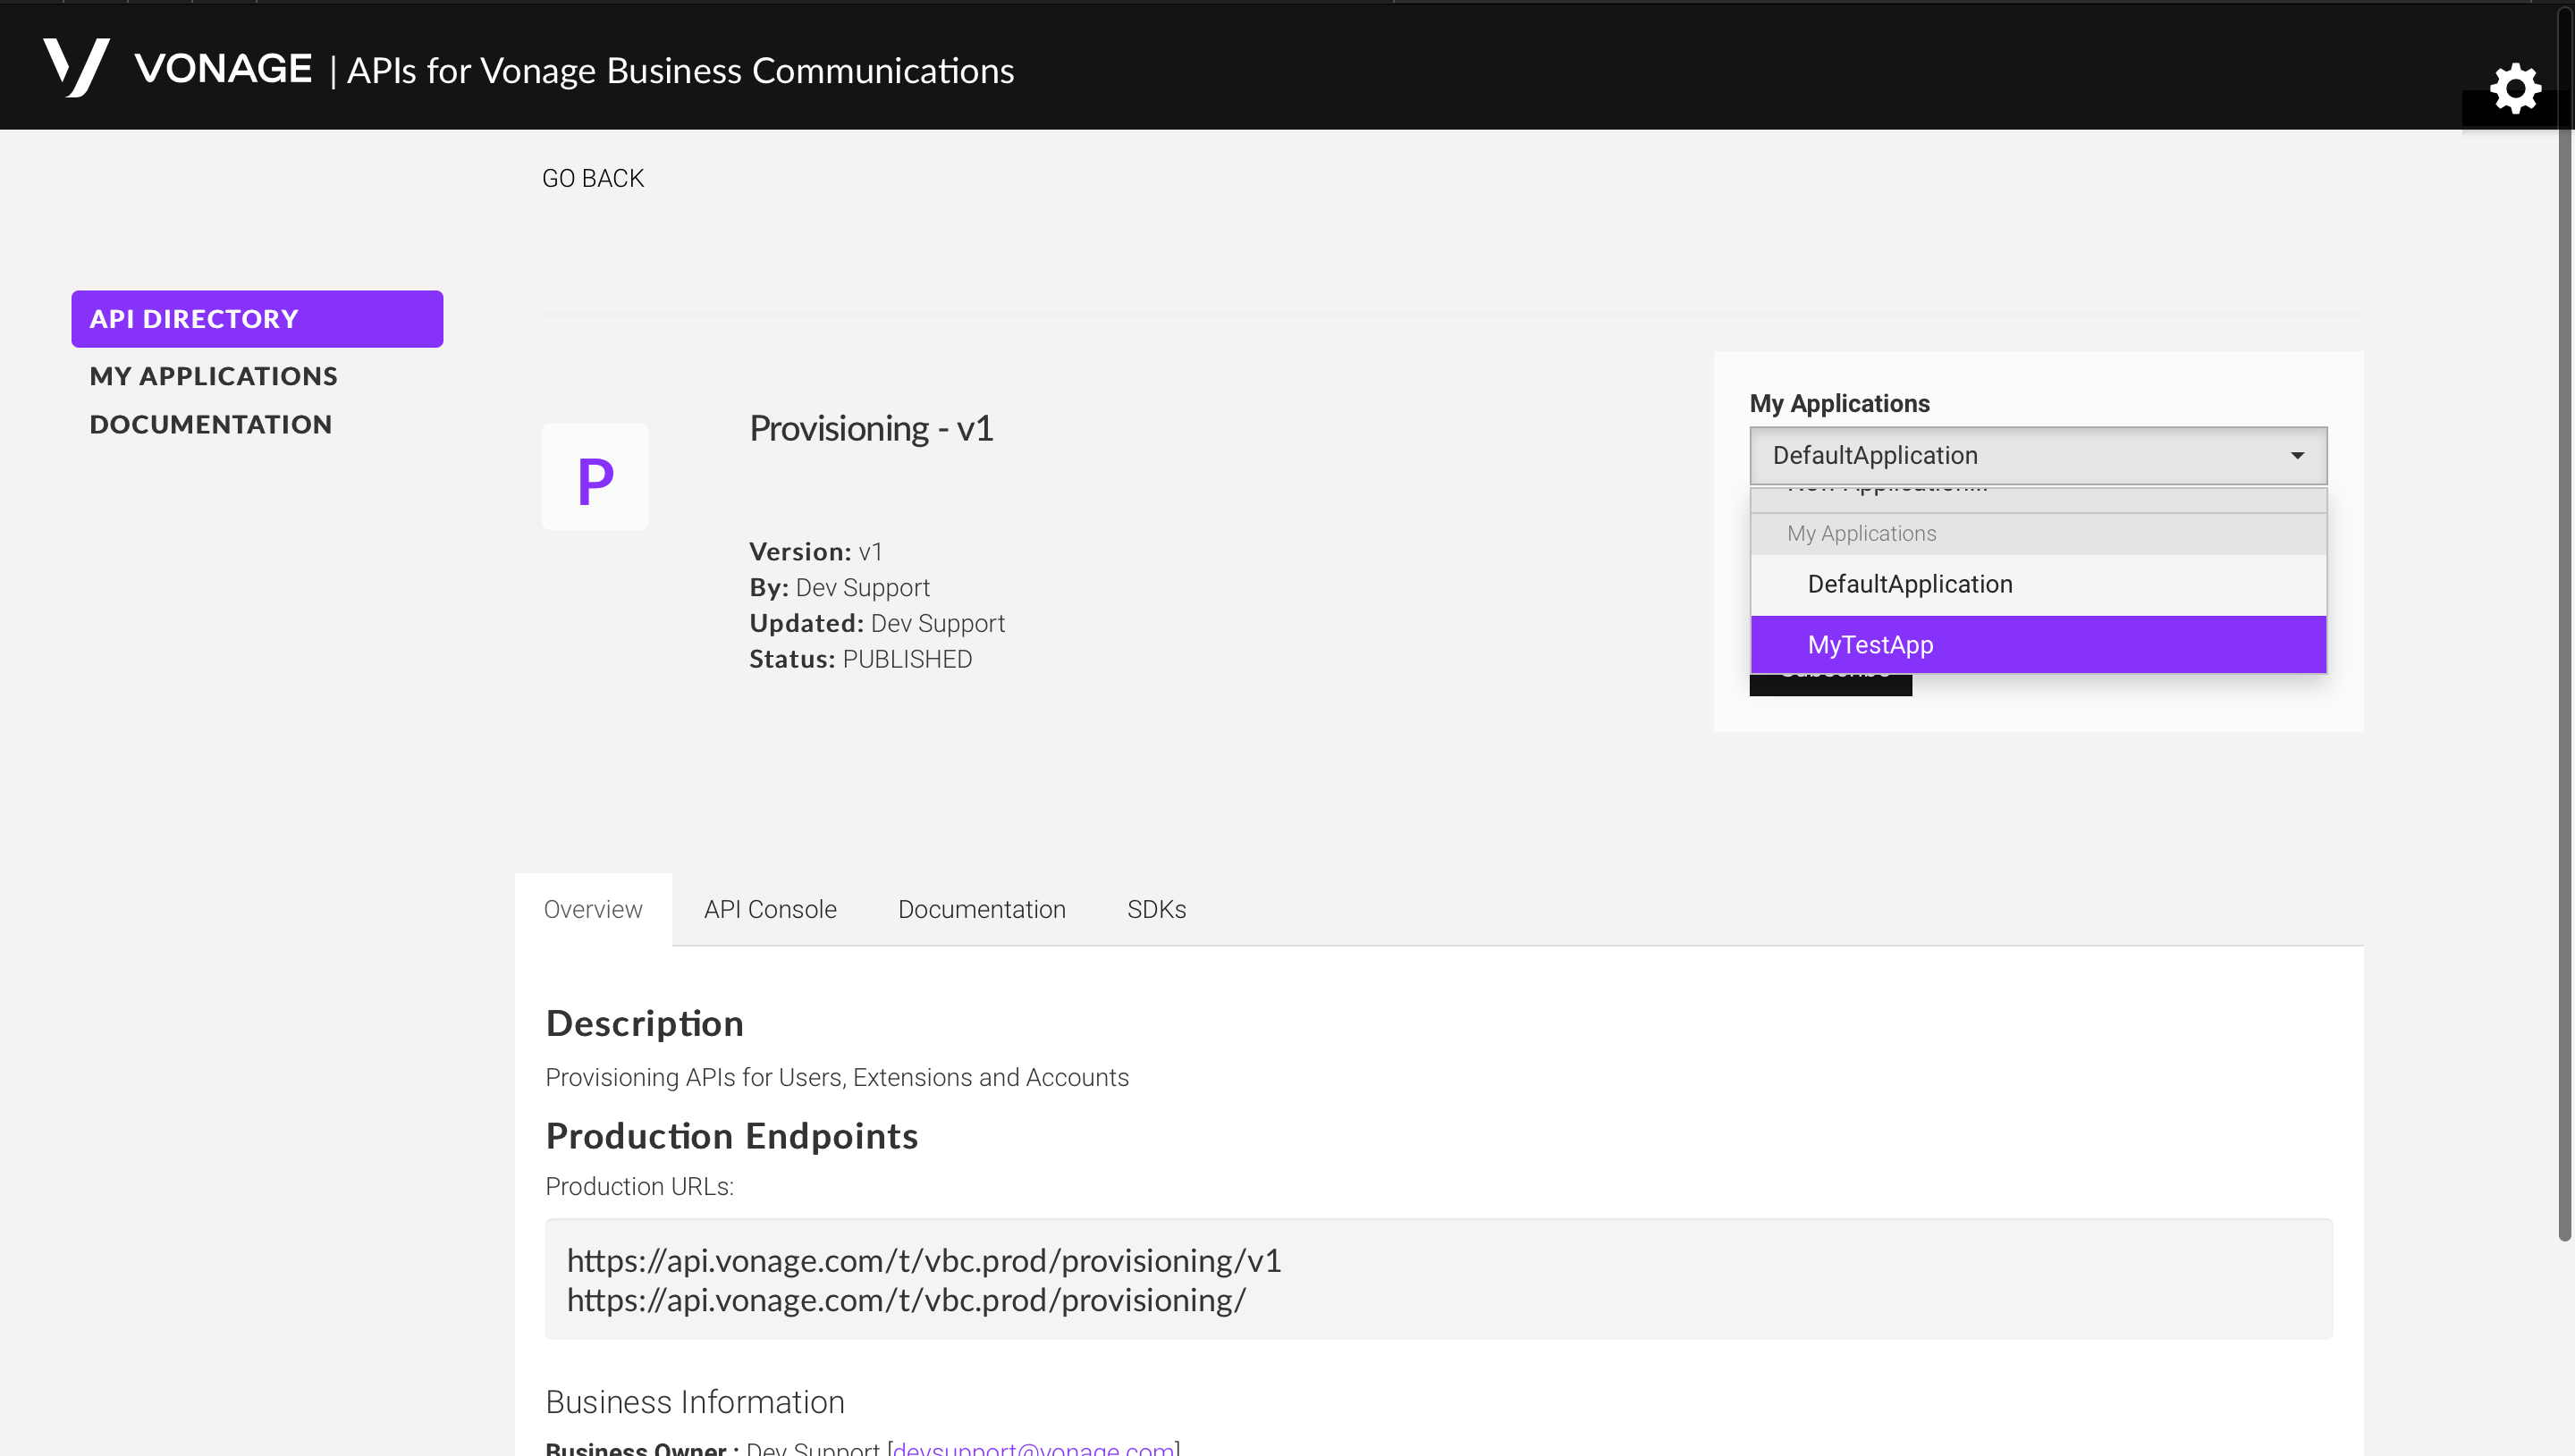 VONAGE | APIs for Vonage Business Communications
GO BACK
API DIRECTORY
MY APPLICATIONS
DOCUMENTATION
P
Provisioning - v1
Version: v1
By: Dev Support
Updated: Dev Support
Status: PUBLISHED
My Applications
DefaultApplication
New Application...
My Applications
DefaultApplication
MyTestApp
Subscribe
Overview
API Console
Documentation
SDKs
Description
Provisioning APIs for Users, Extensions and Accounts
Production Endpoints
Production URLs:
https://api.vonage.com/t/vbc.prod/provisioning/v1
https://api.vonage.com/t/vbc.prod/provisioning/
Business Information
Business Owner : Dev Support [devsupport@vonage.com]